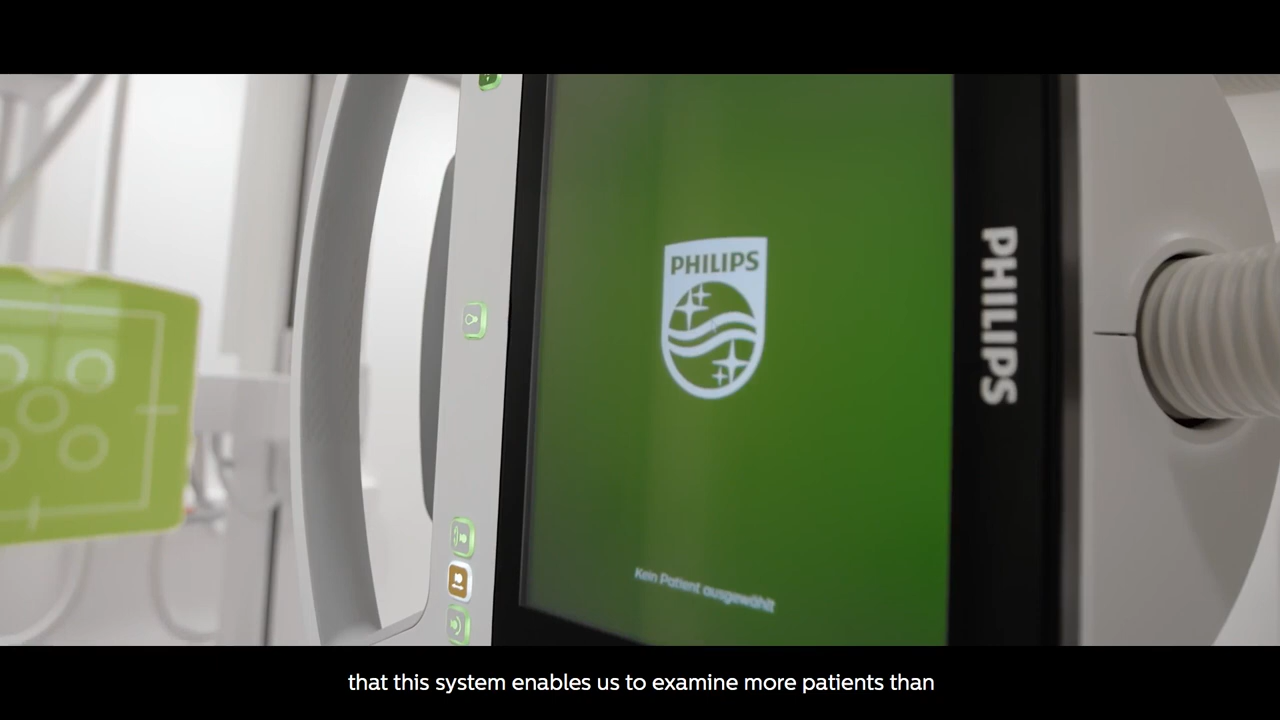 PHILIPS
PHILIPS
Kein Patient ausgewählt
that this system enables us to examine more patients than